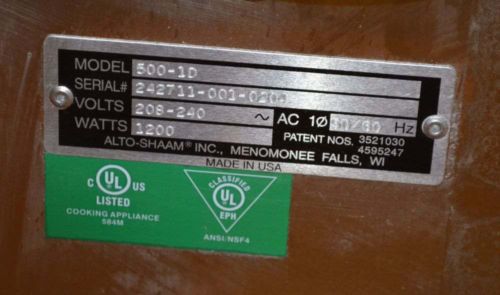 MODEL 500-1D
SERIAL# 242711-001-0200
VOLTS 208-240 ~ AC 1Ø 50/60 Hz
WATTS 1200 PATENT NOS. 3521030
4595247
ALTO-SHAAM® INC., MENOMONEE FALLS, WI
MADE IN USA
C UL US
LISTED
COOKING APPLIANCE
584M
CLASSIFIED
UL
EPH
ANSI/NSF4